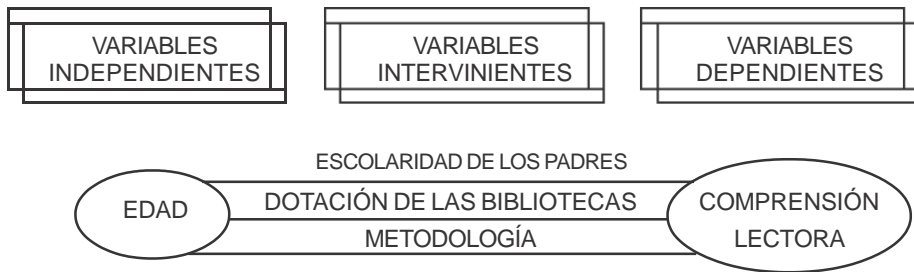 VARIABLES
INDEPENDIENTES
VARIABLES
INTERVINIENTES
VARIABLES
DEPENDIENTES
ESCOLARIDAD DE LOS PADRES
EDAD
DOTACIÓN DE LAS BIBLIOTECAS
METODOLOGÍA
COMPRENSIÓN
LECTORA